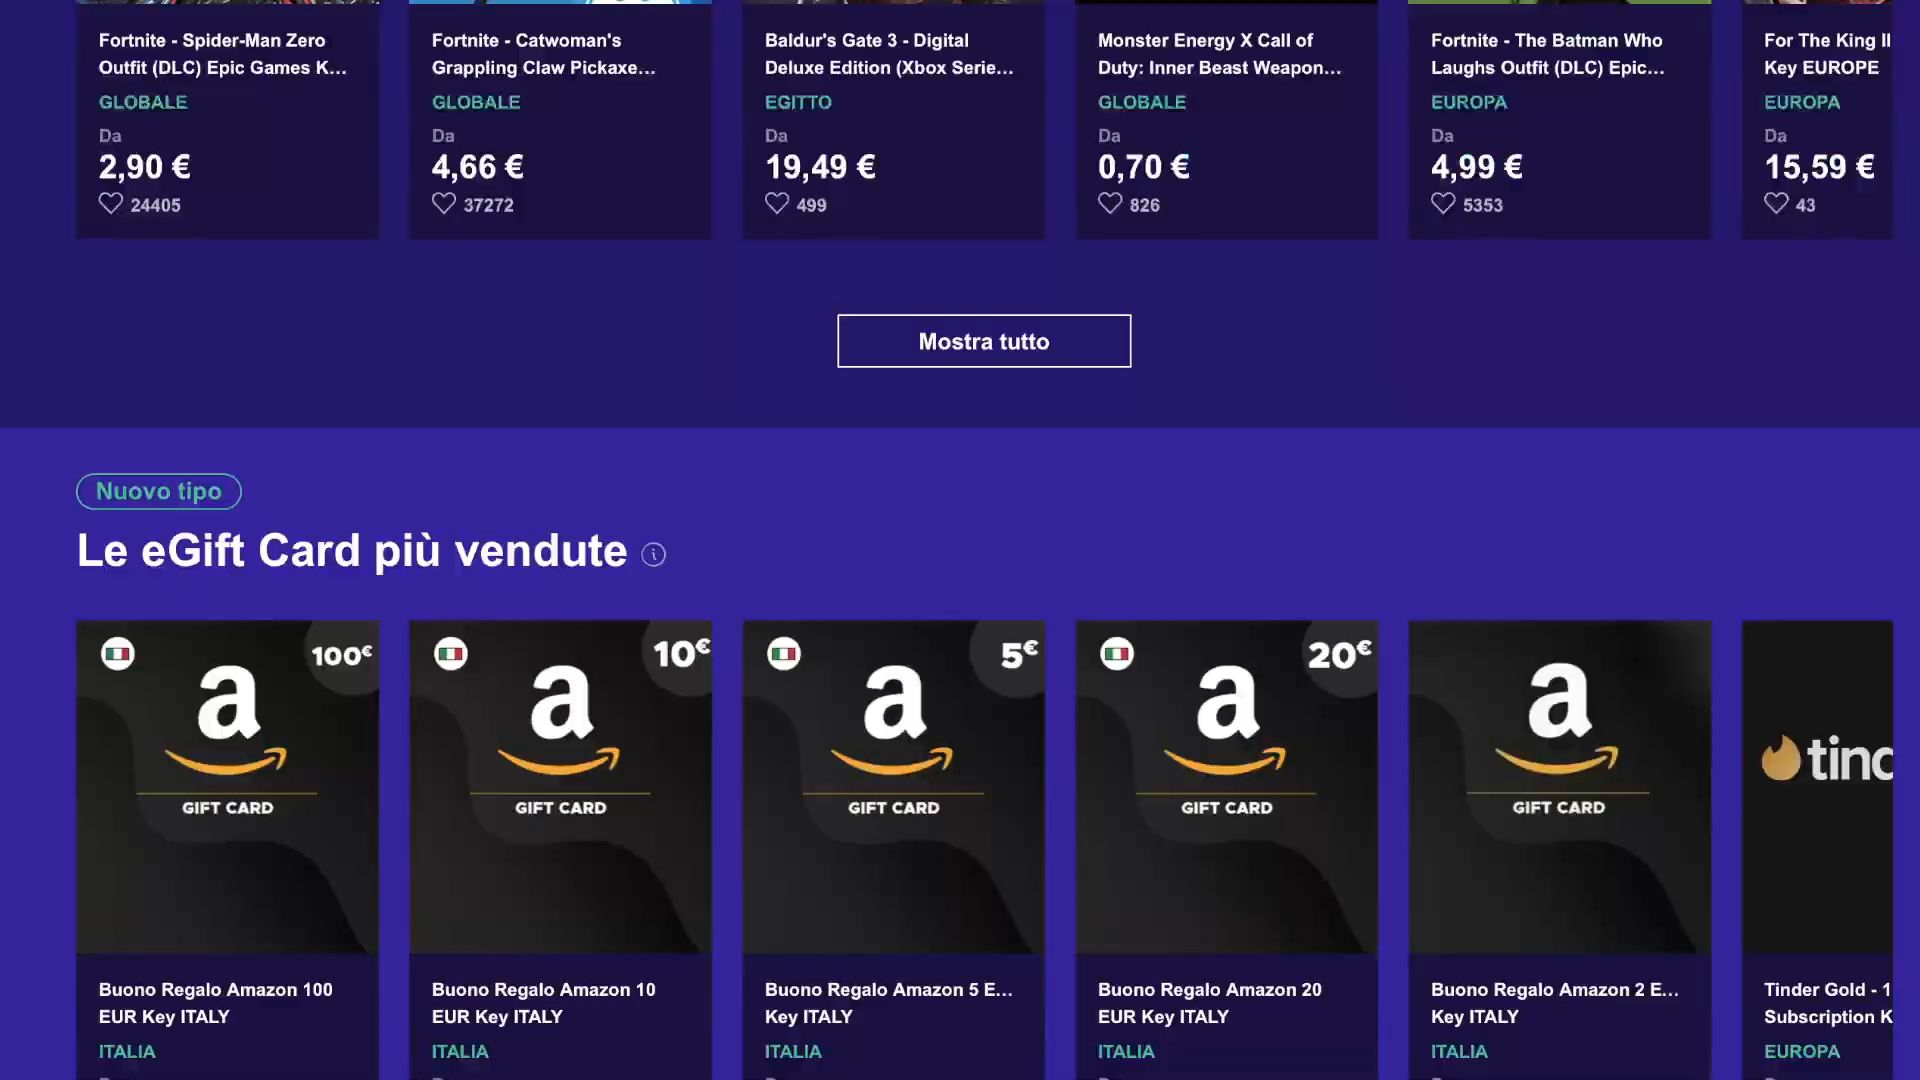 Fortnite - Spider-Man Zero
Outfit (DLC) Epic Games K...
GLOBALE
Da
2,90 €
24405
Fortnite - Catwoman's
Grappling Claw Pickaxe...
GLOBALE
Da
4,66 €
37272
Baldur's Gate 3 - Digital
Deluxe Edition (Xbox Serie...
EGITTO
Da
19,49 €
499
Monster Energy X Call of
Duty: Inner Beast Weapon...
GLOBALE
Da
0,70 €
826
Fortnite - The Batman Who
Laughs Outfit (DLC) Epic...
EUROPA
Da
4,99 €
5353
For The King II
Key EUROPE
EUROPA
Da
15,59 €
43
Mostra tutto
Nuovo tipo
Le eGift Card più vendute
100€
a
GIFT CARD
Buono Regalo Amazon 100
EUR Key ITALY
ITALIA
10€
a
GIFT CARD
Buono Regalo Amazon 10
EUR Key ITALY
ITALIA
5€
a
GIFT CARD
Buono Regalo Amazon 5 E...
Key ITALY
ITALIA
20€
a
GIFT CARD
Buono Regalo Amazon 20
EUR Key ITALY
ITALIA
a
GIFT CARD
Buono Regalo Amazon 2 E...
Key ITALY
ITALIA
tind
Tinder Gold - 1
Subscription K
EUROPA